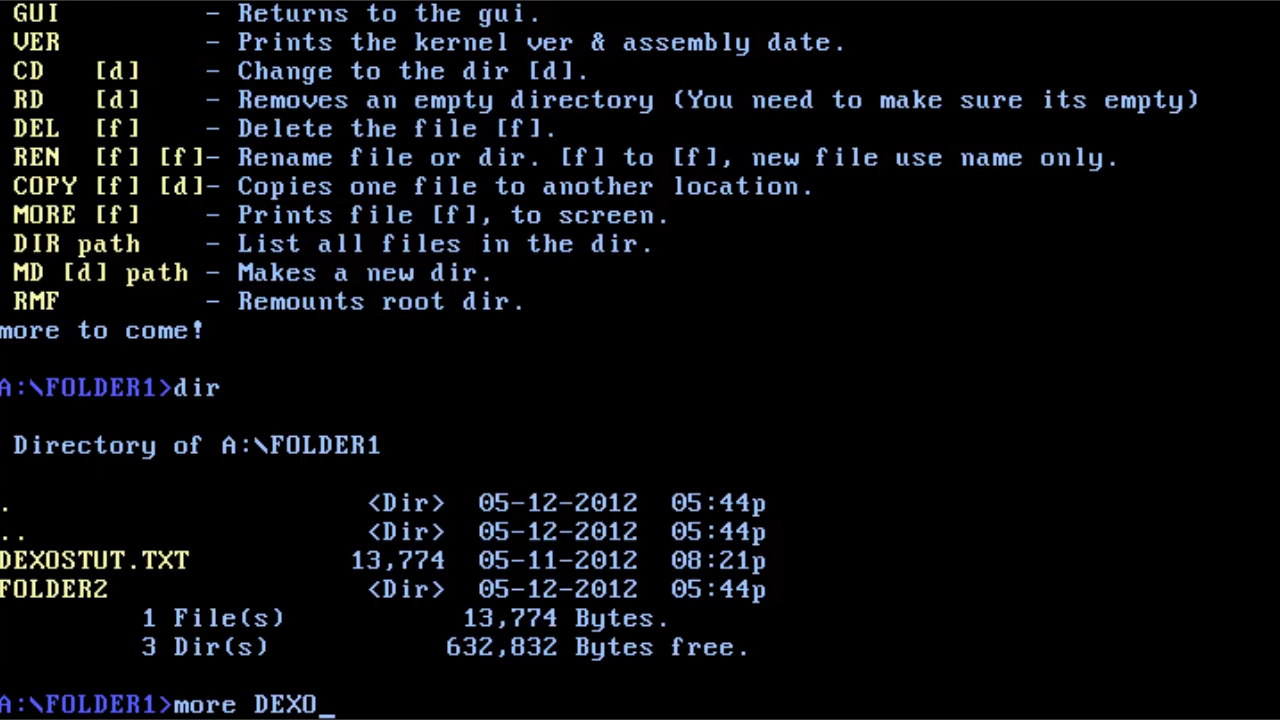 GUI - Returns to the gui.
VER - Prints the kernel ver & assembly date.
CD [d] - Change to the dir [d].
RD [d] - Removes an empty directory (You need to make sure its empty)
DEL [f] - Delete the file [f].
REN [f] [f]- Rename file or dir. [f] to [f], new file use name only.
COPY [f] [d]- Copies one file to another location.
MORE [f] - Prints file [f], to screen.
DIR path - List all files in the dir.
MD [d] path - Makes a new dir.
RMF - Remounts root dir.
more to come!
A:\FOLDER1>dir
Directory of A:\FOLDER1
. <Dir> 05-12-2012 05:44p
.. <Dir> 05-12-2012 05:44p
DEXOSTUT.TXT 13,774 05-11-2012 08:21p
FOLDER2 <Dir> 05-12-2012 05:44p
1 File(s) 13,774 Bytes.
3 Dir(s) 632,832 Bytes free.
A:\FOLDER1>more DEXO_